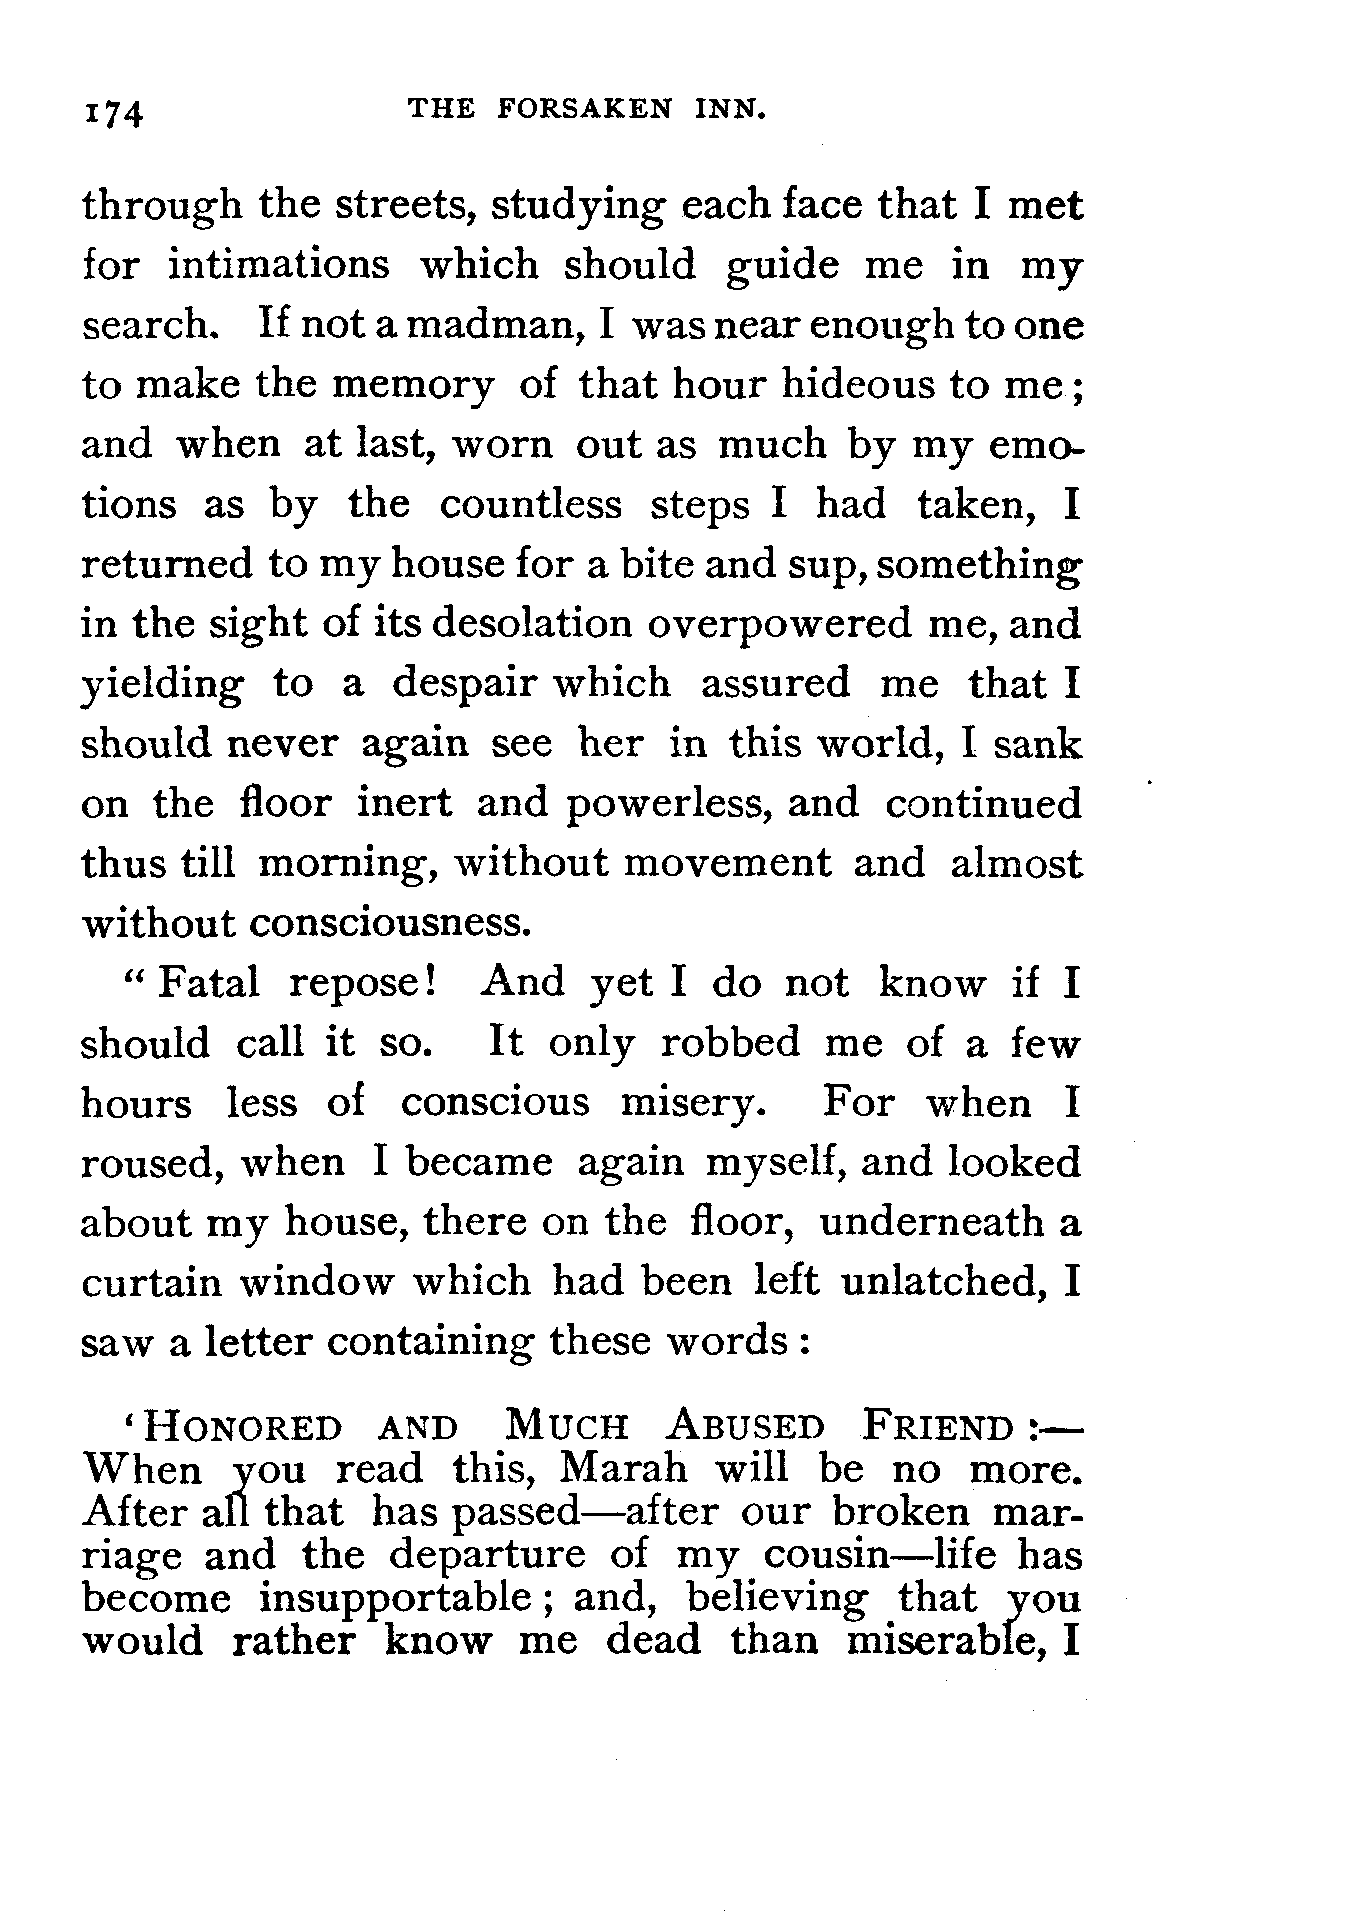 174 THE FORSAKEN INN.
through the streets, studying each face that I met
for intimations which should guide me in my
search. If not a madman, I was near enough to one
to make the memory of that hour hideous to me;
and when at last, worn out as much by my emo-
tions as by the countless steps I had taken, I
returned to my house for a bite and sup, something
in the sight of its desolation overpowered me, and
yielding to a despair which assured me that I
should never again see her in this world, I sank
on the floor inert and powerless, and continued
thus till morning, without movement and almost
without consciousness.
“Fatal repose! And yet I do not know if I
should call it so. It only robbed me of a few
hours less of conscious misery. For when I
roused, when I became again myself, and looked
about my house, there on the floor, underneath a
curtain window which had been left unlatched, I
saw a letter containing these words:
‘HONORED AND MUCH ABUSED FRIEND:—
When you read this, Marah will be no more.
After all that has passed—after our broken mar-
riage and the departure of my cousin—life has
become insupportable; and, believing that you
would rather know me dead than miserable, I